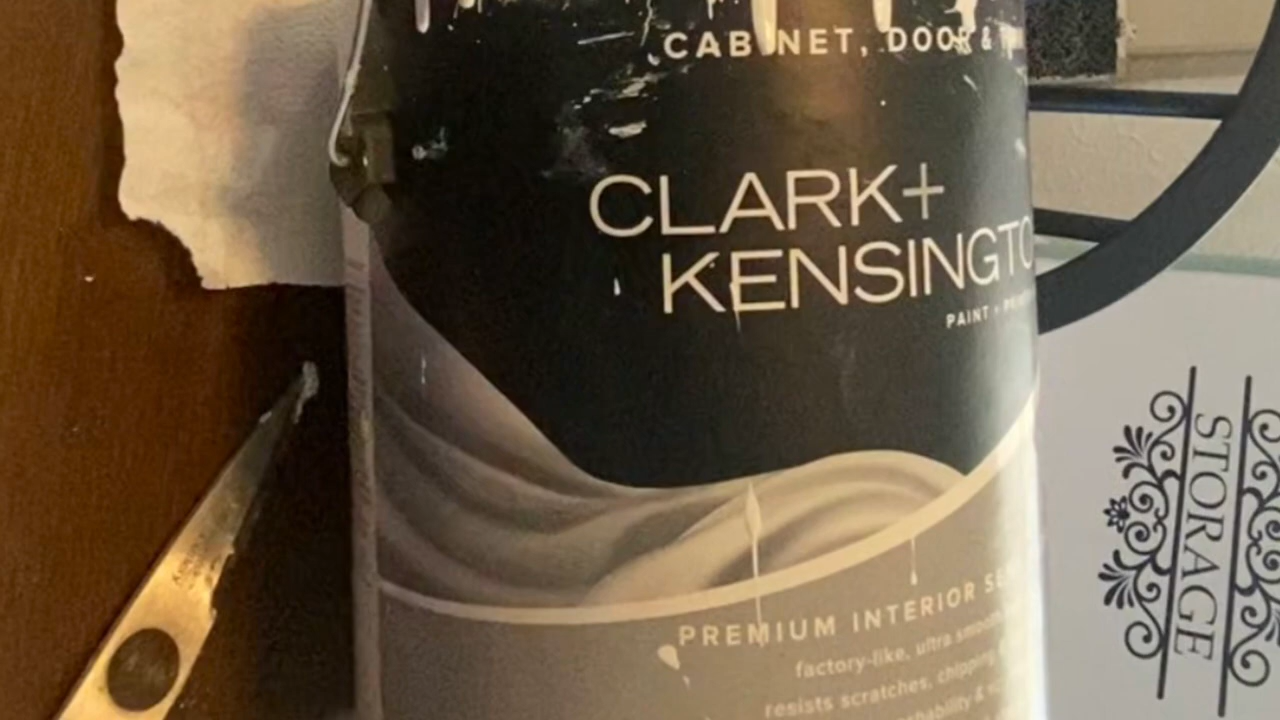 CABINET, DOOR &
CLARK+
KENSINGTO
PAINT +
PREMIUM INTERIOR SE
factory-like, ultra smooth
resists scratches, chipping
STORAGE